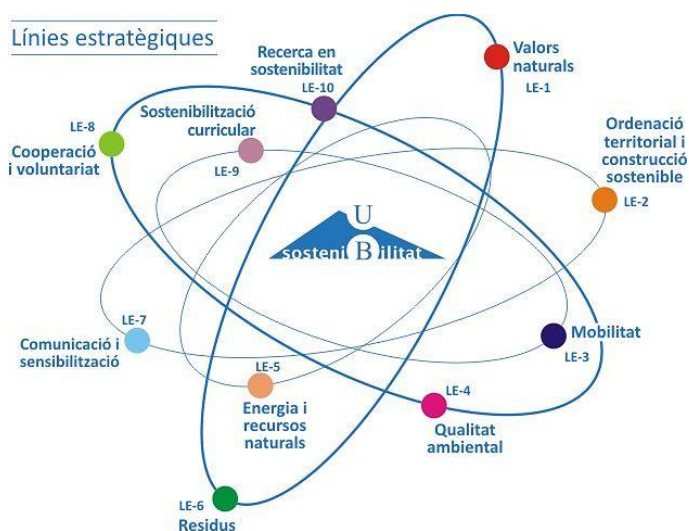 Línies estratègiques
Recerca en
sostenibilitat
LE-10
Valors
naturals
LE-1
LE-8
Cooperació
i voluntariat
Sostenibilització
curricular
LE-9
Ordenació
territorial i
construcció
sostenible
LE-2
U
B
sostenibilitat
LE-7
Comunicació i
sensibilització
LE-5
Energia i
recursos
naturals
Mobilitat
LE-3
LE-4
Qualitat
ambiental
LE-6
Residus